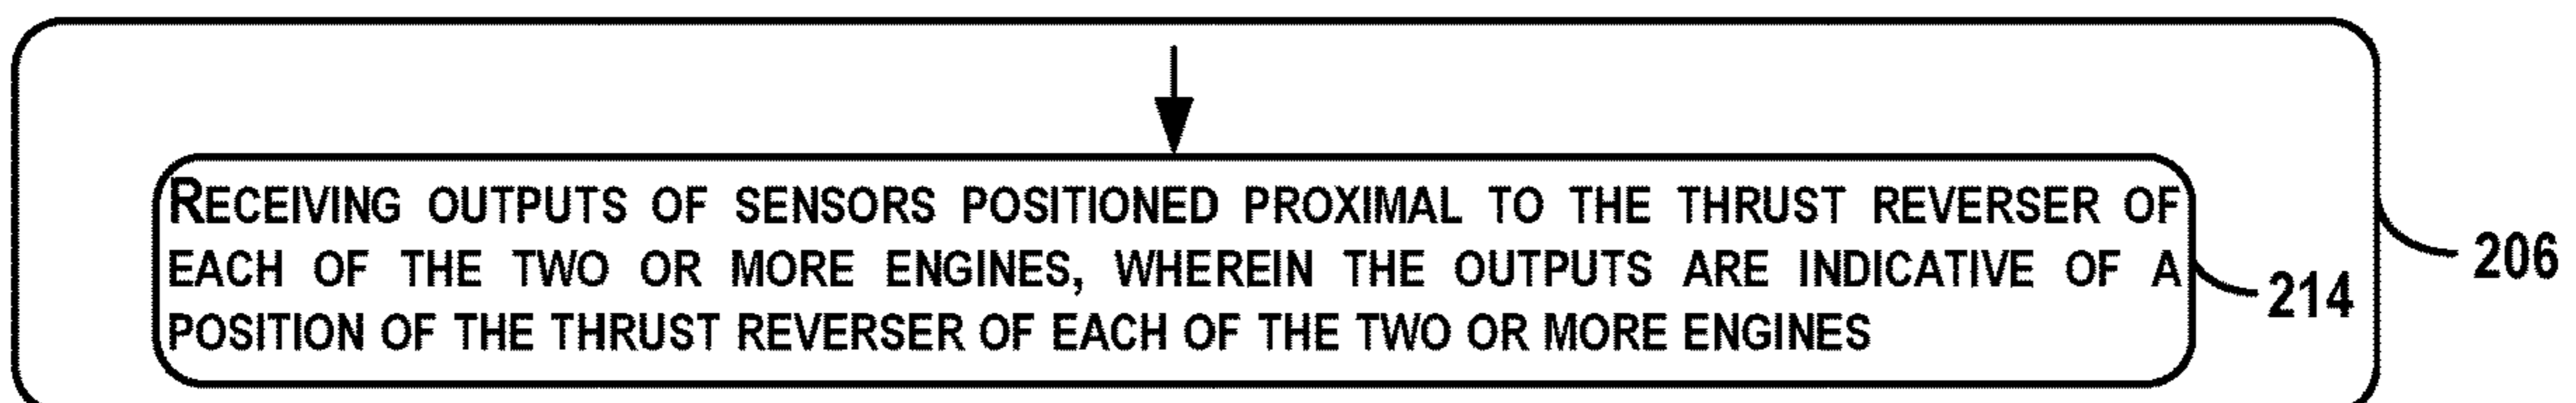 RECEIVING OUTPUTS OF SENSORS POSITIONED PROXIMAL TO THE THRUST REVERSER OF
EACH OF THE TWO OR MORE ENGINES, WHEREIN THE OUTPUTS ARE INDICATIVE OF A
POSITION OF THE THRUST REVERSER OF EACH OF THE TWO OR MORE ENGINES
214
206